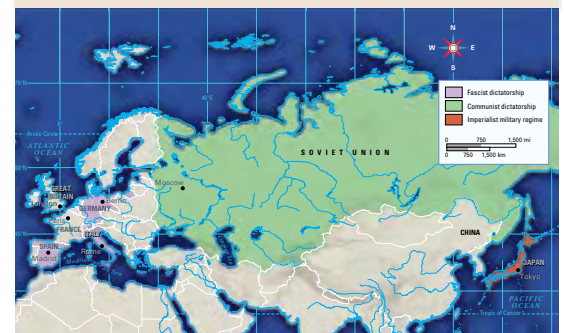 N
W
E
S
75°N
45°E
Fascist dictatorship
Communist dictatorship
Imperialist military regime
0 750 1,500 mi
0 750 1,500 km
Arctic Circle
ATLANTIC
OCEAN
SOVIET UNION
Moscow
GREAT
BRITAIN
London
Berlin
GERMANY
Paris
FRANCE
ITALY
Rome
SPAIN
Madrid
CHINA
JAPAN
Tokyo
PACIFIC
OCEAN
Tropic of Cancer